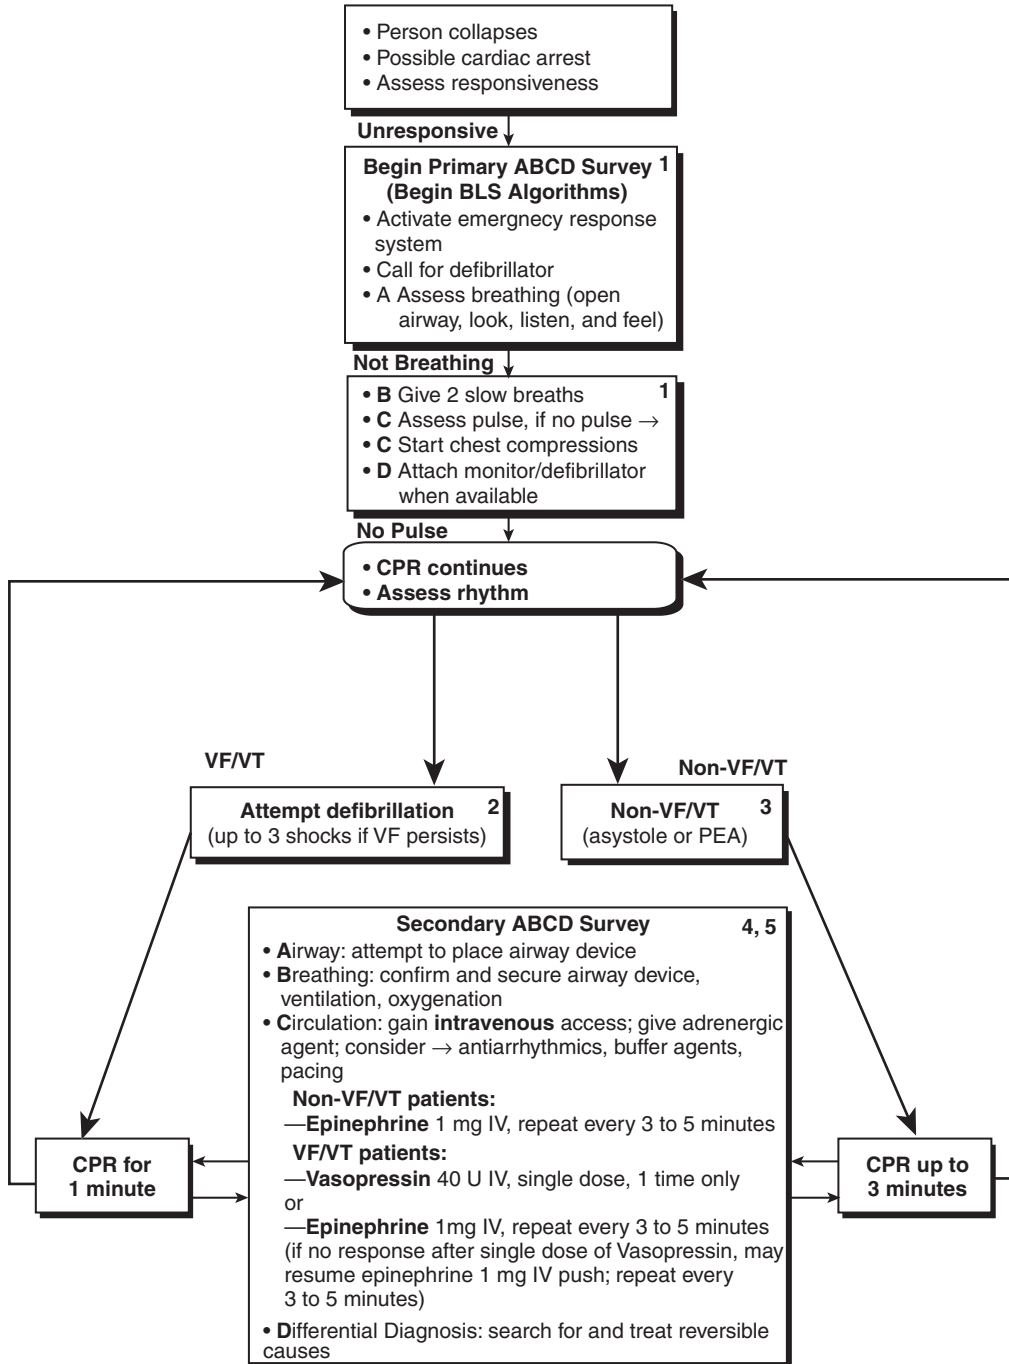 • Person collapses
• Possible cardiac arrest
• Assess responsiveness
Unresponsive
Begin Primary ABCD Survey 1
(Begin BLS Algorithms)
• Activate emergnecy response
system
• Call for defibrillator
• A Assess breathing (open
airway, look, listen, and feel)
Not Breathing
• B Give 2 slow breaths 1
• C Assess pulse, if no pulse →
• C Start chest compressions
• D Attach monitor/defibrillator
when available
No Pulse
• CPR continues
• Assess rhythm
VF/VT
Attempt defibrillation 2
(up to 3 shocks if VF persists)
Non-VF/VT
Non-VF/VT 3
(asystole or PEA)
Secondary ABCD Survey 4, 5
• Airway: attempt to place airway device
• Breathing: confirm and secure airway device,
ventilation, oxygenation
• Circulation: gain intravenous access; give adrenergic
agent; consider → antiarrhythmics, buffer agents,
pacing
Non-VF/VT patients:
—Epinephrine 1 mg IV, repeat every 3 to 5 minutes
VF/VT patients:
—Vasopressin 40 U IV, single dose, 1 time only
or
—Epinephrine 1mg IV, repeat every 3 to 5 minutes
(if no response after single dose of Vasopressin, may
resume epinephrine 1 mg IV push; repeat every
3 to 5 minutes)
• Differential Diagnosis: search for and treat reversible
causes
CPR for
1 minute
CPR up to
3 minutes